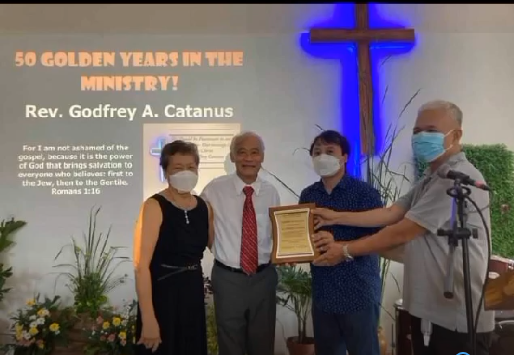 50 GOLDEN YEARS IN THE
MINISTRY!
Rev. Godfrey A. Catanus
For I am not ashamed of the
gospel, because it is the power
of God that brings salvation to
everyone who believes: first to
the Jew, then to the Gentile.
Romans 1:16